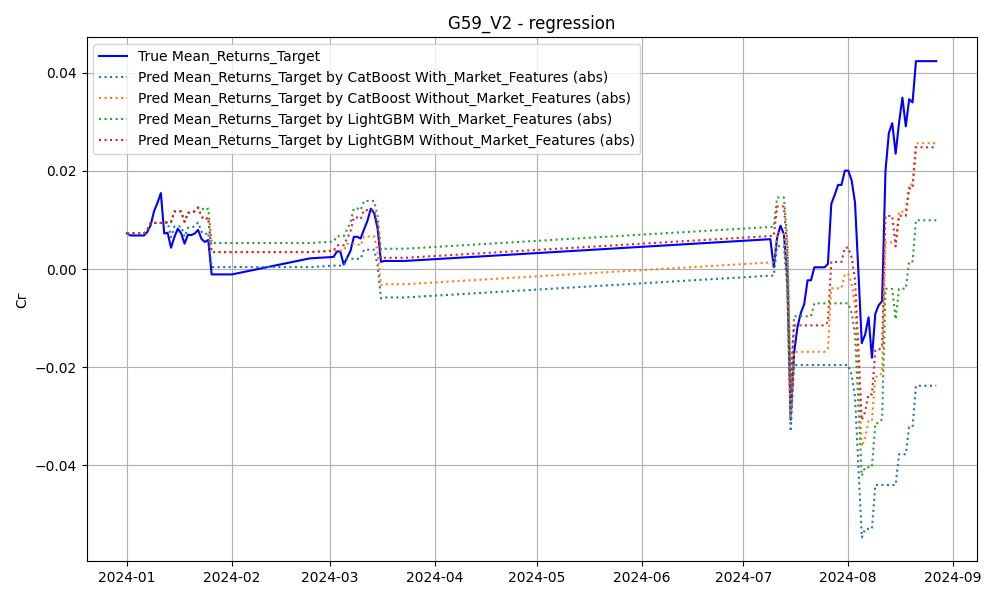 G59_V2 - regression
True Mean_Returns_Target
Pred Mean_Returns_Target by CatBoost With_Market_Features (abs)
Pred Mean_Returns_Target by CatBoost Without_Market_Features (abs)
Pred Mean_Returns_Target by LightGBM With_Market_Features (abs)
Pred Mean_Returns_Target by LightGBM Without_Market_Features (abs)
Cr
0.04
0.02
0.00
−0.02
−0.04
2024-01
2024-02
2024-03
2024-04
2024-05
2024-06
2024-07
2024-08
2024-09